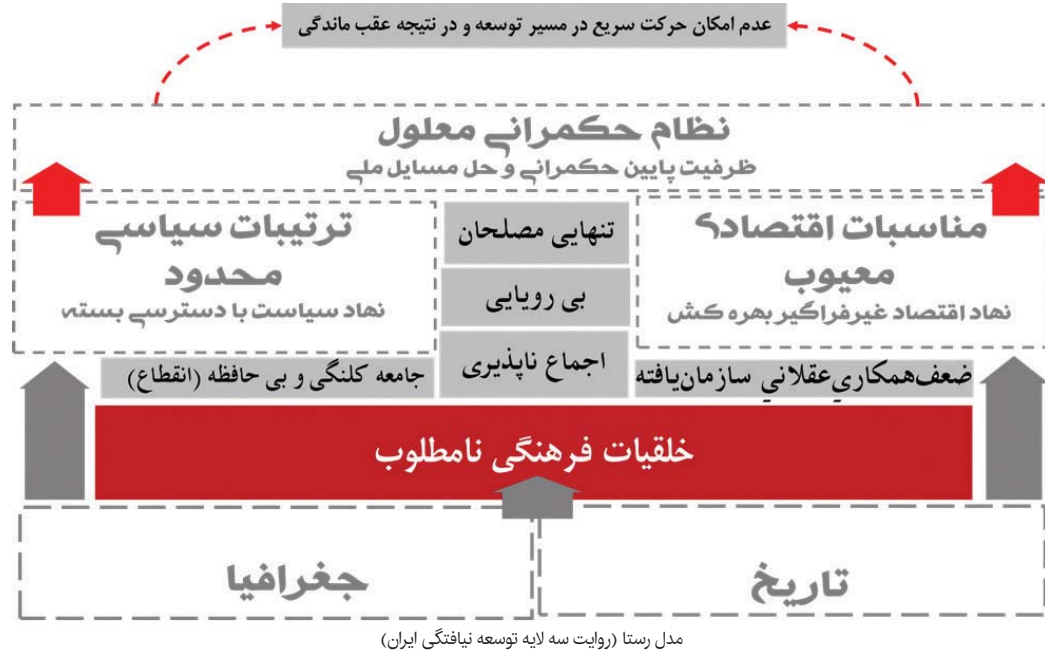 عدم امکان حرکت سریع در مسیر توسعه و در نتیجه عقب ماندگی
نظام حکمرانی معلول
ظرفیت پایین حکمرانی و حل مسایل ملی
مناسبات اقتصادی
معیوب
نهاد اقتصاد غیرفراگیر بهره کش
تنهایی مصلحان
بی رویایی
اجماع ناپذیری
ترتیبات سیاسی
محدود
نهاد سیاست با دسترسی بسته
ضعف همکاري عقلاني سازمان‌یافته
جامعه کلنگی و بی حافظه (انقطاع)
خلقیات فرهنگی نامطلوب
تاریخ
جغرافیا
مدل رستا (روایت سه لایه توسعه نیافتگی ایران)